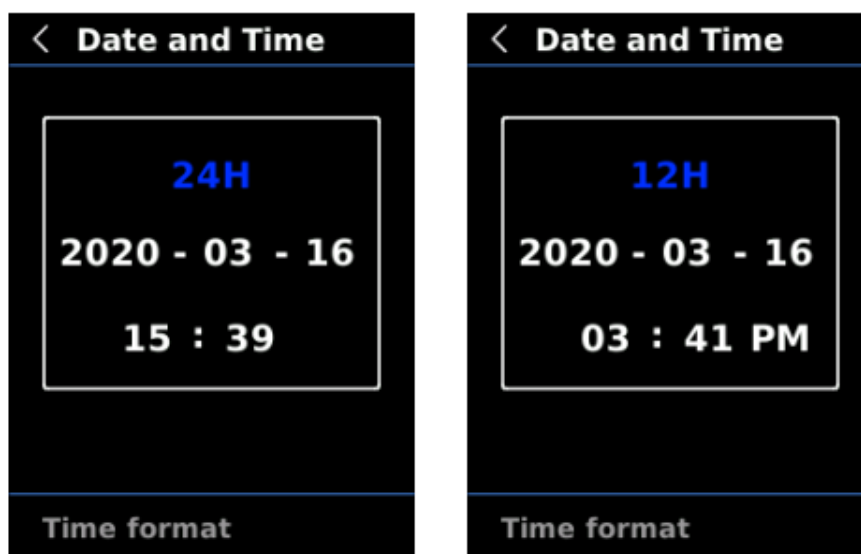 < Date and Time
24H
2020 - 03 - 16
15 : 39
Time format
< Date and Time
12H
2020 - 03 - 16
03 : 41 PM
Time format